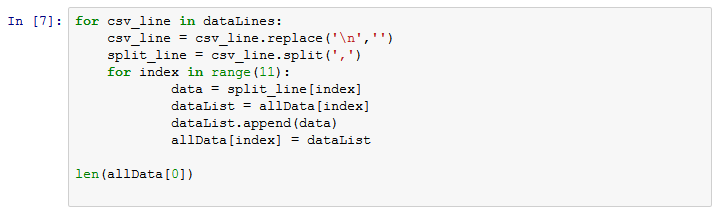 In [7]: for csv_line in dataLines:
    csv_line = csv_line.replace('\n','')
    split_line = csv_line.split(',')
    for index in range(11):
            data = split_line[index]
            dataList = allData[index]
            dataList.append(data)
            allData[index] = dataList

len(allData[0])